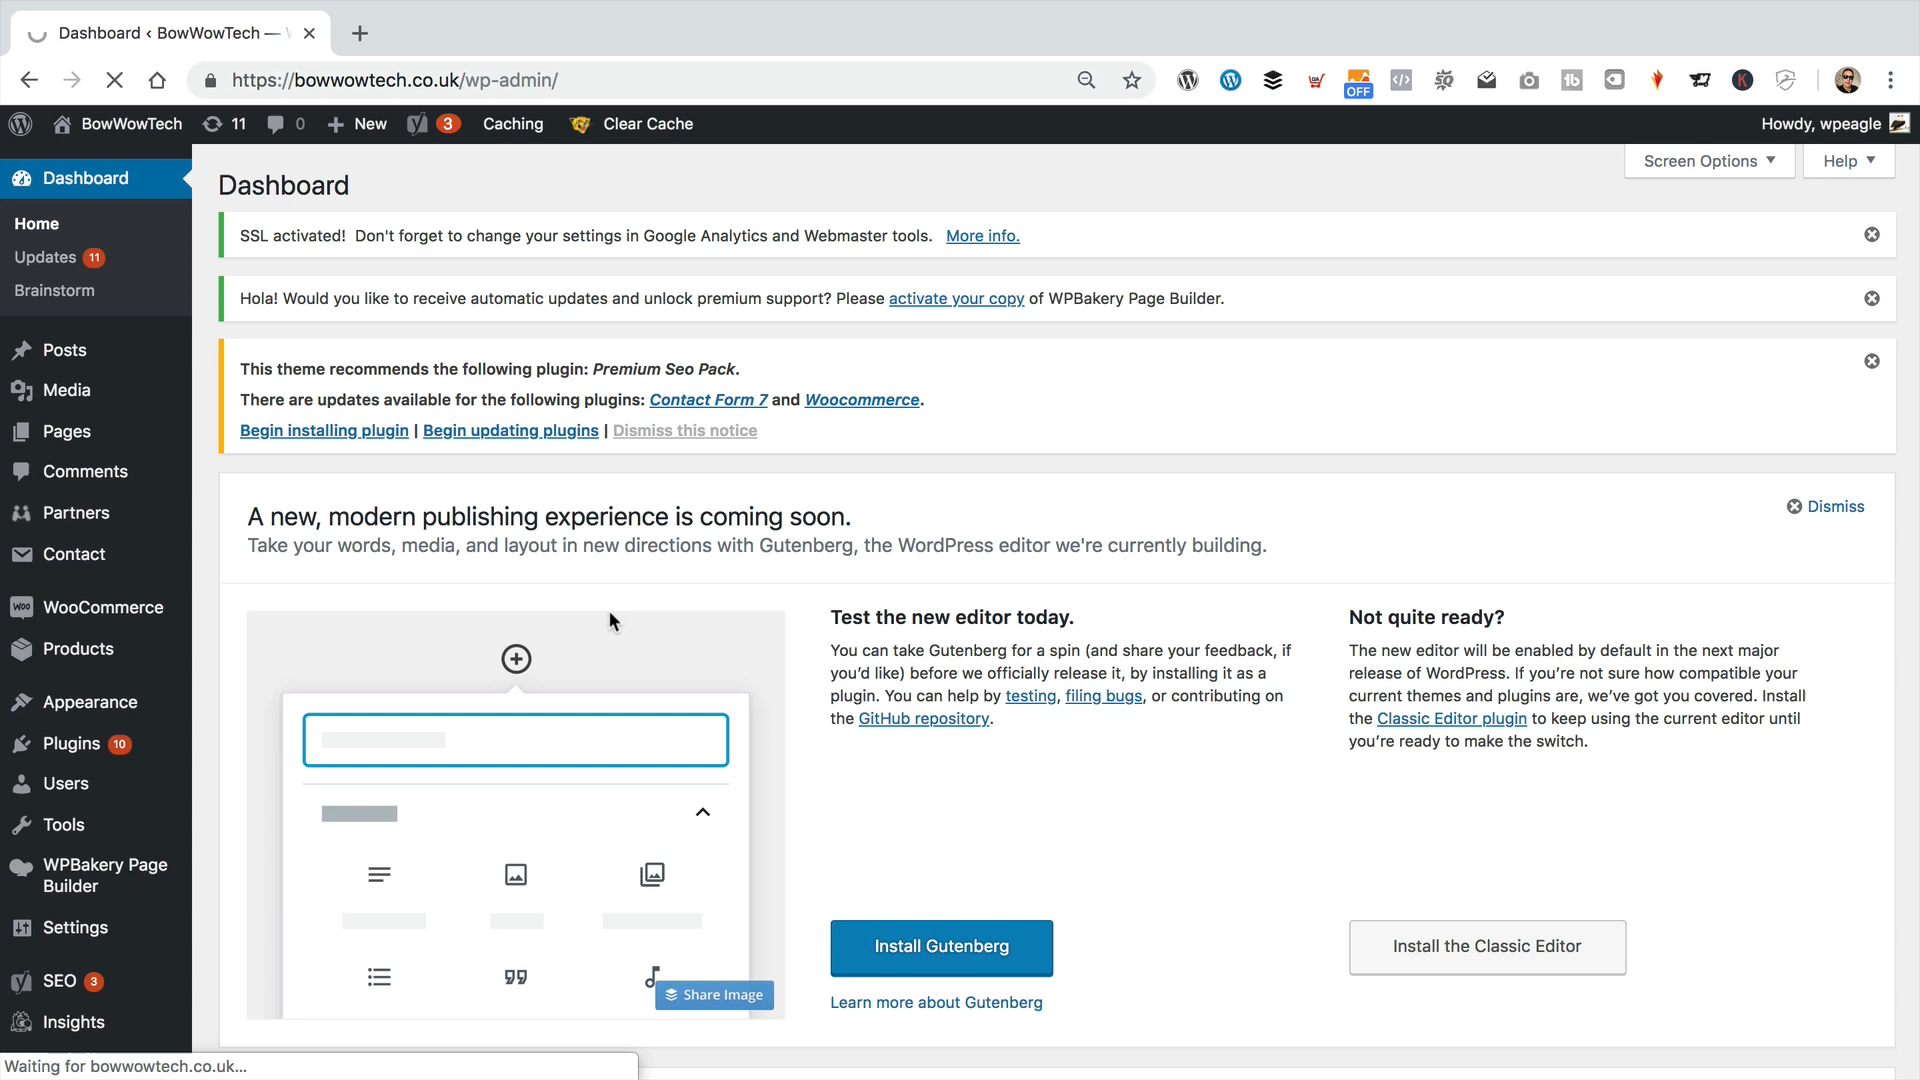 Dashboard ‹ BowWowTech —
https://bowwowtech.co.uk/wp-admin/
OFF
BowWowTech 11 0 New 3 Caching Clear Cache Howdy, wpeagle
Dashboard
Home
Updates 11
Brainstorm
Posts
Media
Pages
Comments
Partners
Contact
WooCommerce
Products
Appearance
Plugins 10
Users
Tools
WPBakery Page
Builder
Settings
SEO 3
Insights
Waiting for bowwowtech.co.uk...
Screen Options Help
Dashboard
SSL activated! Don't forget to change your settings in Google Analytics and Webmaster tools. More info.
Hola! Would you like to receive automatic updates and unlock premium support? Please activate your copy of WPBakery Page Builder.
This theme recommends the following plugin: Premium Seo Pack.
There are updates available for the following plugins: Contact Form 7 and Woocommerce.
Begin installing plugin | Begin updating plugins | Dismiss this notice
A new, modern publishing experience is coming soon.
Dismiss
Take your words, media, and layout in new directions with Gutenberg, the WordPress editor we're currently building.
Share Image
Test the new editor today.
You can take Gutenberg for a spin (and share your feedback, if
you'd like) before we officially release it, by installing it as a
plugin. You can help by testing, filing bugs, or contributing on
the GitHub repository.
Install Gutenberg
Learn more about Gutenberg
Not quite ready?
The new editor will be enabled by default in the next major
release of WordPress. If you're not sure how compatible your
current themes and plugins are, we've got you covered. Install
the Classic Editor plugin to keep using the current editor until
you're ready to make the switch.
Install the Classic Editor